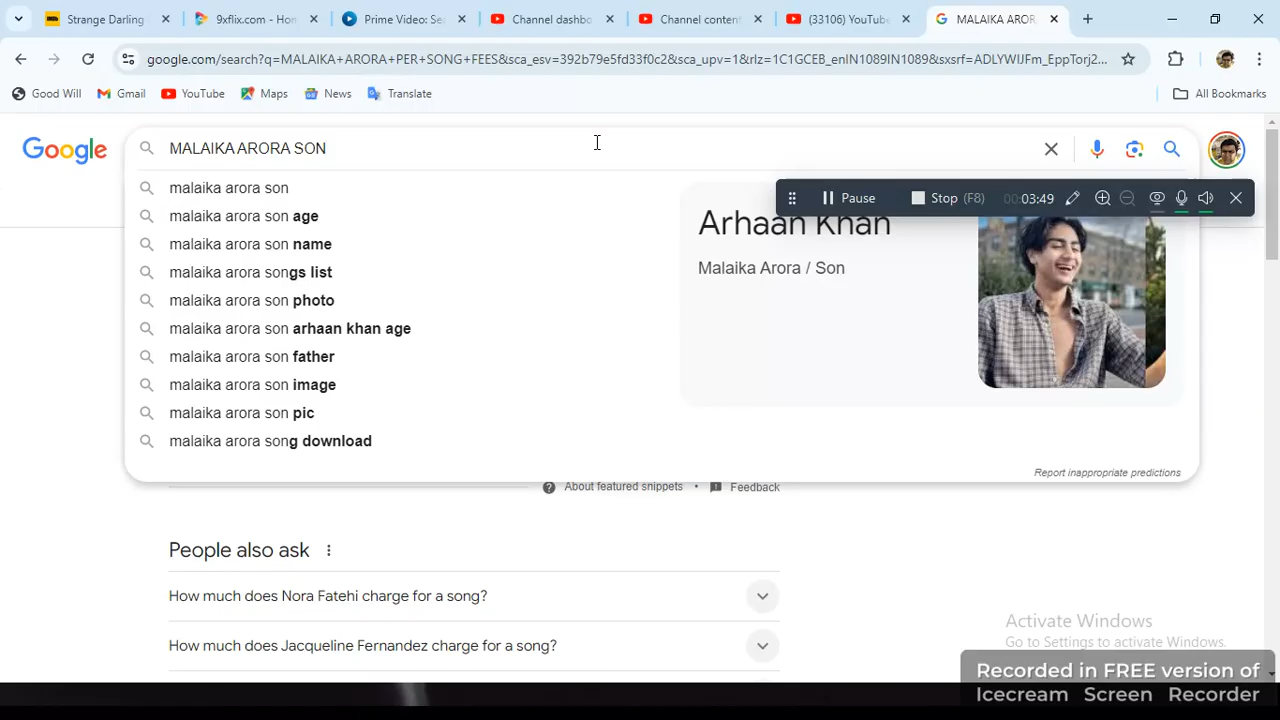 Strange Darling
9xflix.com - Hon
Prime Video: Se
Channel dashbo
Channel content
(33106) YouTube
MALAIKA AROR
google.com/search?q=MALAIKA+ARORA+PER+SONG+FEES&sca_esv=392b79e5fd33f0c2&sca_upv=1&rlz=1C1GCEB_enIN1089IN1089&sxsrf=ADLYWIJFm_EppTorj2...
Good Will
Gmail
YouTube
Maps
News
Translate
All Bookmarks
Google
MALAIKA ARORA SON
malaika arora son
malaika arora son age
malaika arora son name
malaika arora songs list
malaika arora son photo
malaika arora son arhaan khan age
malaika arora son father
malaika arora son image
malaika arora son pic
malaika arora song download
Pause
Stop (F8)
00:03:49
Arhaan Khan
Malaika Arora / Son
Report inappropriate predictions
About featured snippets
•
Feedback
People also ask
How much does Nora Fatehi charge for a song?
How much does Jacqueline Fernandez charge for a song?
Activate Windows
Go to Settings to activate Windows.
Recorded in FREE version of
Icecream Screen Recorder